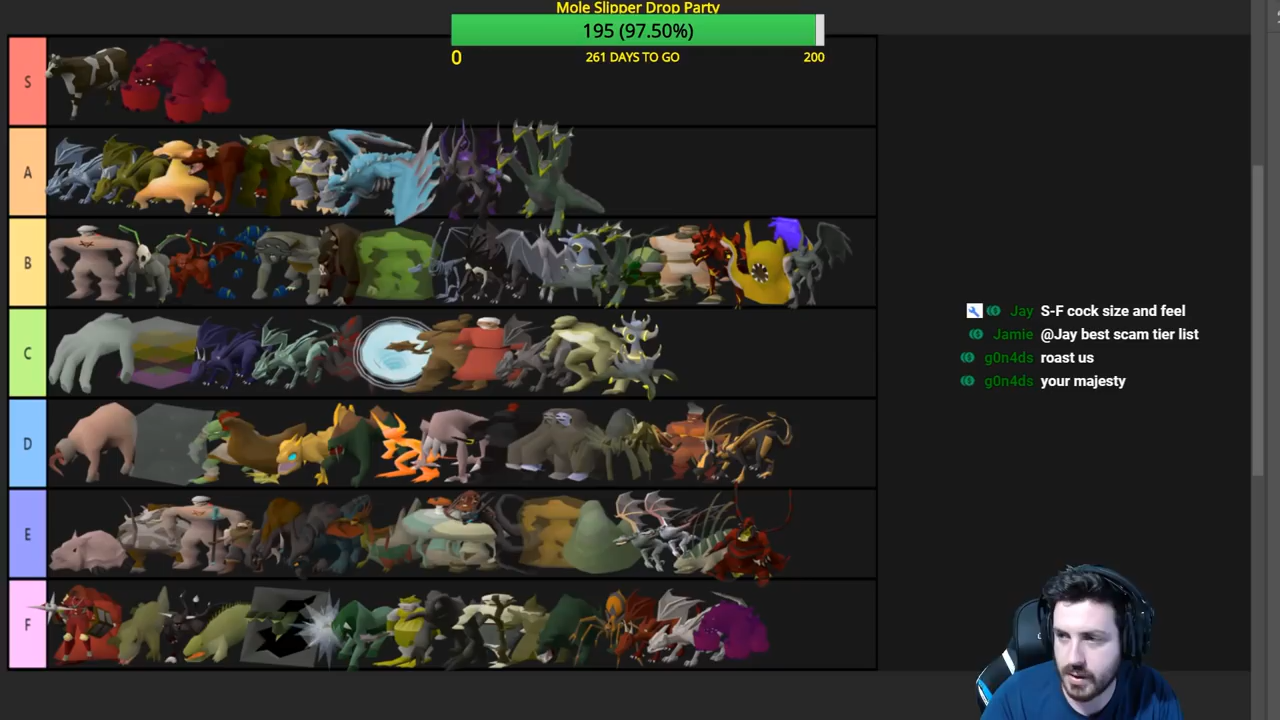 Mole Slipper Drop Party
195 (97.50%)
0
261 DAYS TO GO
200
S
A
B
C
D
E
F
Jay S-F cock size and feel
Jamie @Jay best scam tier list
g0n4ds roast us
g0n4ds your majesty